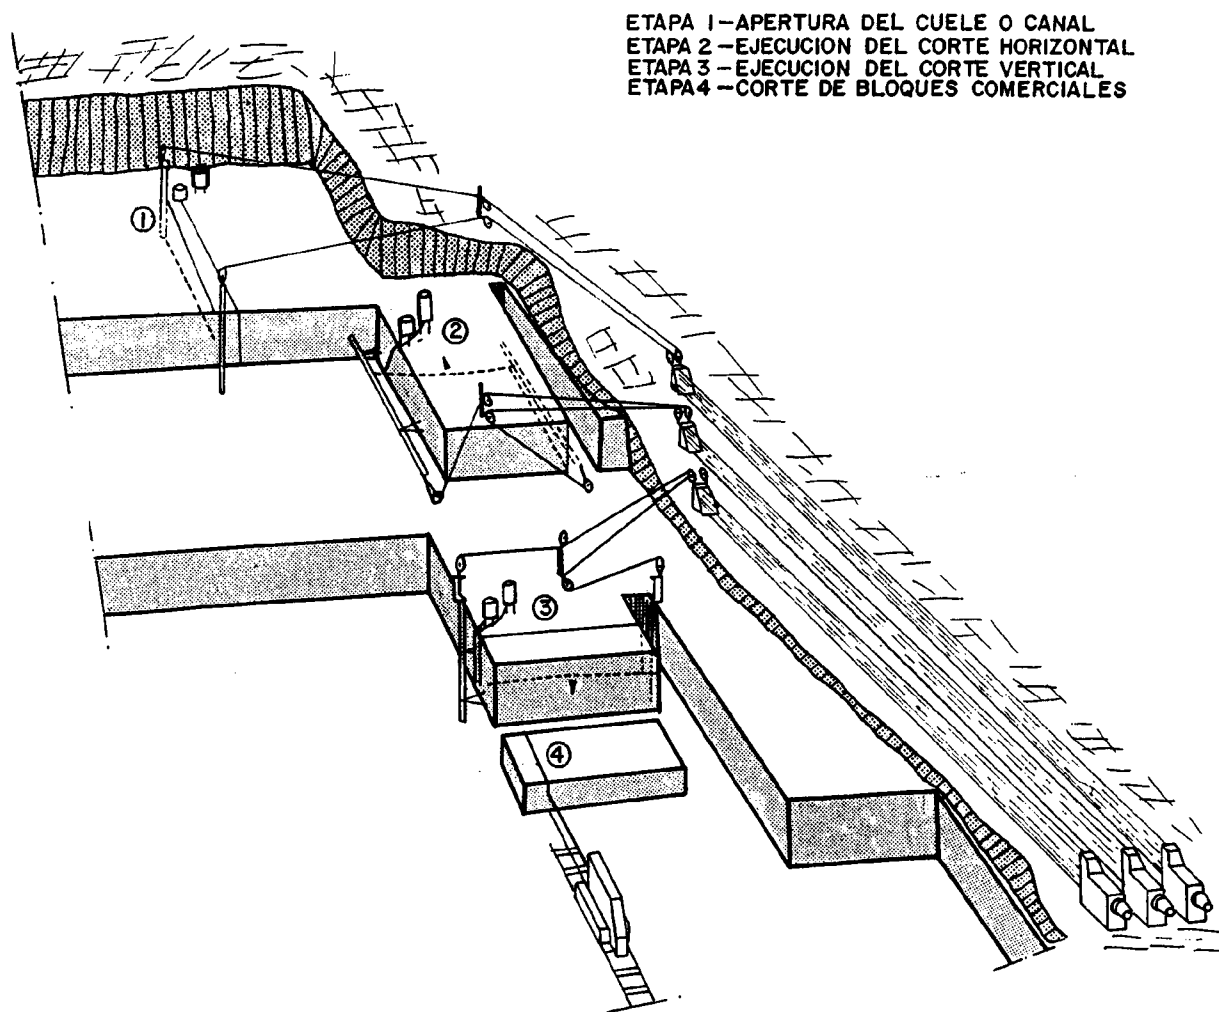 ETAPA 1-APERTURA DEL CUELE O CANAL
ETAPA 2-EJECUCION DEL CORTE HORIZONTAL
ETAPA 3-EJECUCION DEL CORTE VERTICAL
ETAPA4-CORTE DE BLOQUES COMERCIALES
1
2
3
4